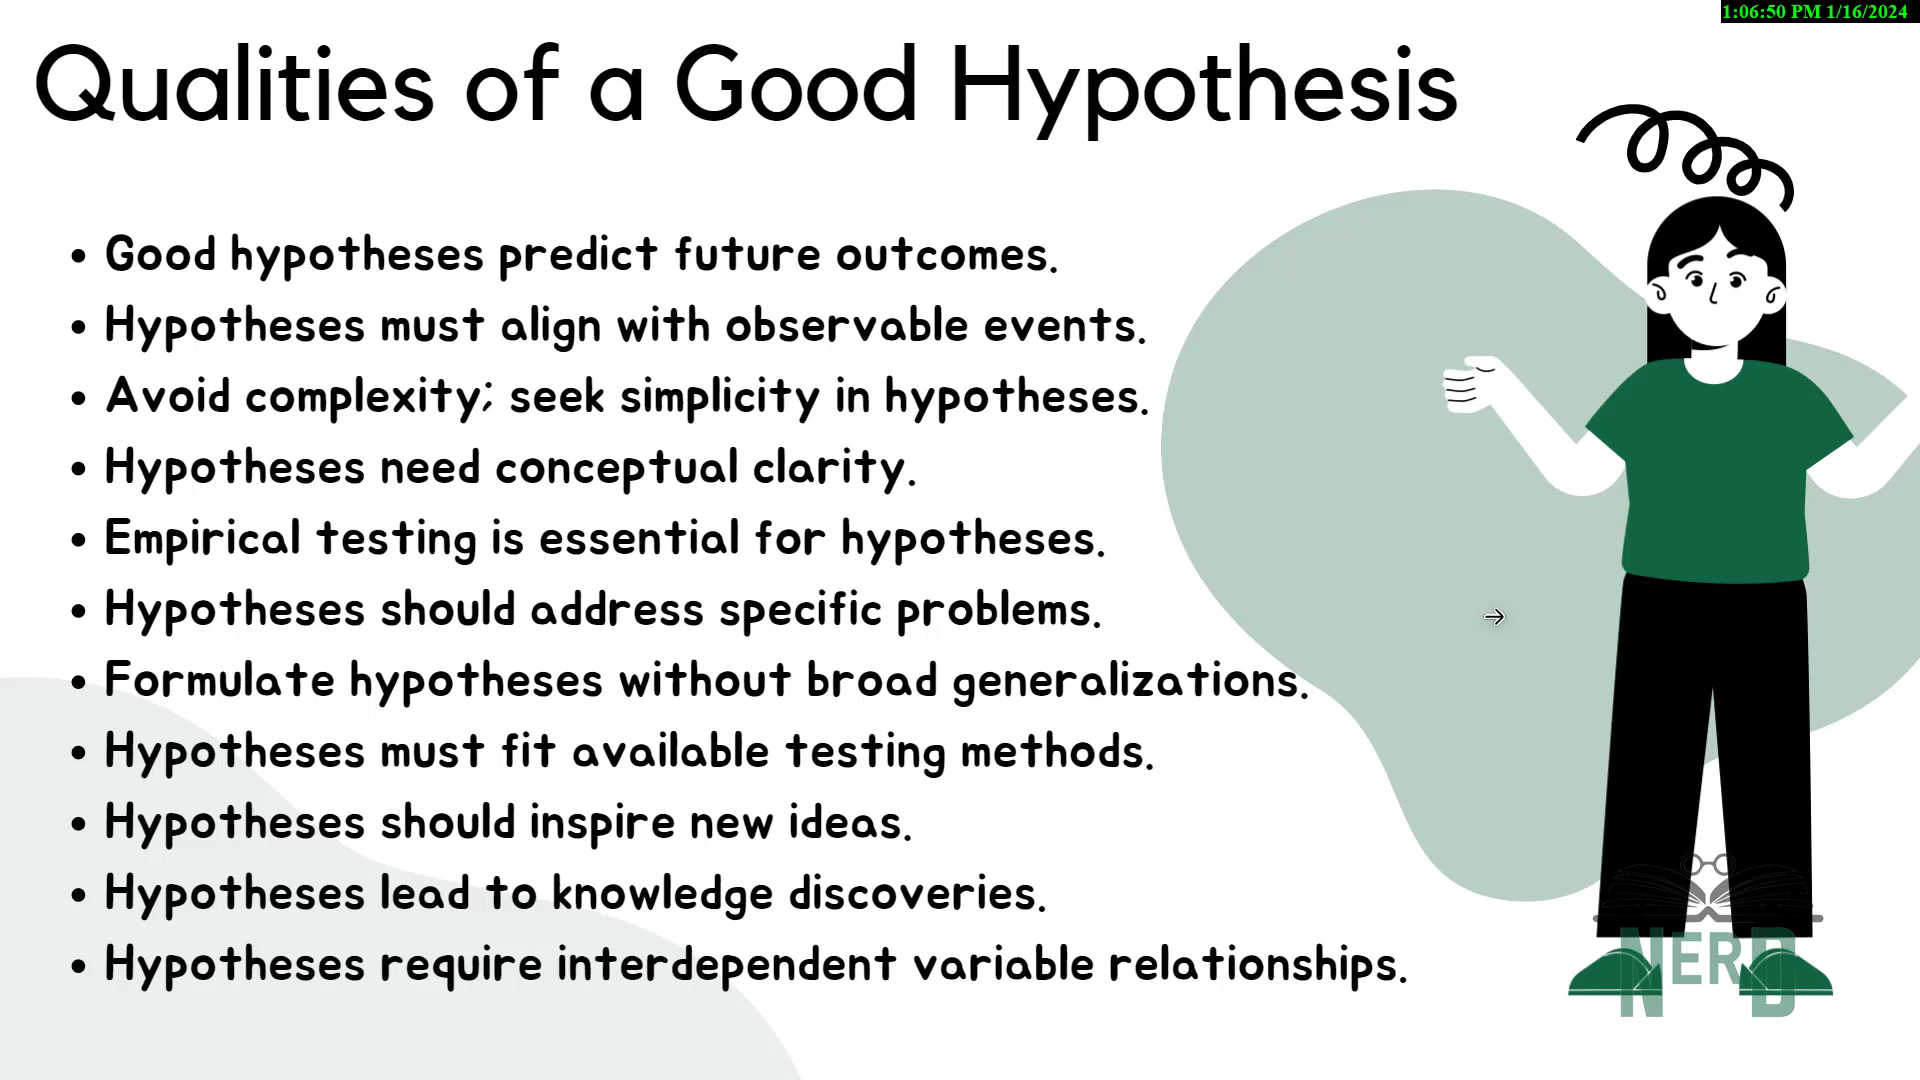 1:06:50 PM 1/16/2024
Qualities of a Good Hypothesis
• Good hypotheses predict future outcomes.
• Hypotheses must align with observable events.
• Avoid complexity; seek simplicity in hypotheses.
• Hypotheses need conceptual clarity.
• Empirical testing is essential for hypotheses.
• Hypotheses should address specific problems.
• Formulate hypotheses without broad generalizations.
• Hypotheses must fit available testing methods.
• Hypotheses should inspire new ideas.
• Hypotheses lead to knowledge discoveries.
• Hypotheses require interdependent variable relationships.
NERD